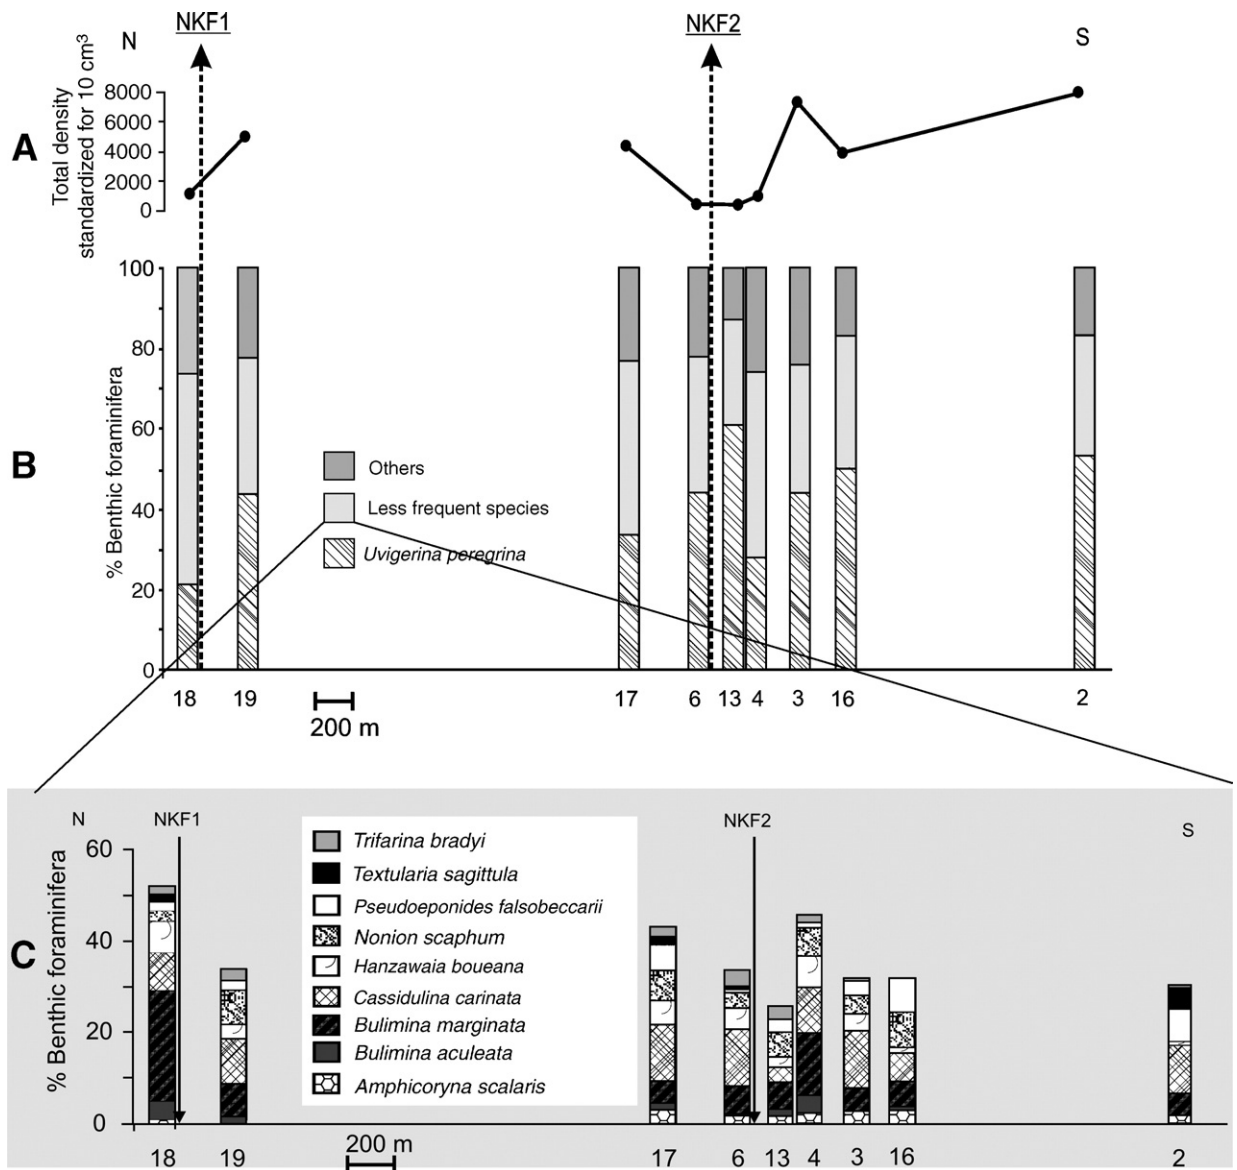 N
NKF1
NKF2
S
A
Total density
standardized for 10 cm³
8000
6000
4000
2000
0
B
% Benthic foraminifera
100
80
60
40
20
0
Others
Less frequent species
Uvigerina peregrina
18 19 17 6 13 4 3 16 2
200 m
C
% Benthic foraminifera
N
NKF1
NKF2
S
60
40
20
0
Trifarina bradyi
Textularia sagittula
Pseudoeponides falsobeccarii
Nonion scaphum
Hanzawaia boueana
Cassidulina carinata
Bulimina marginata
Bulimina aculeata
Amphicoryna scalaris
18 19 17 6 13 4 3 16 2
200 m